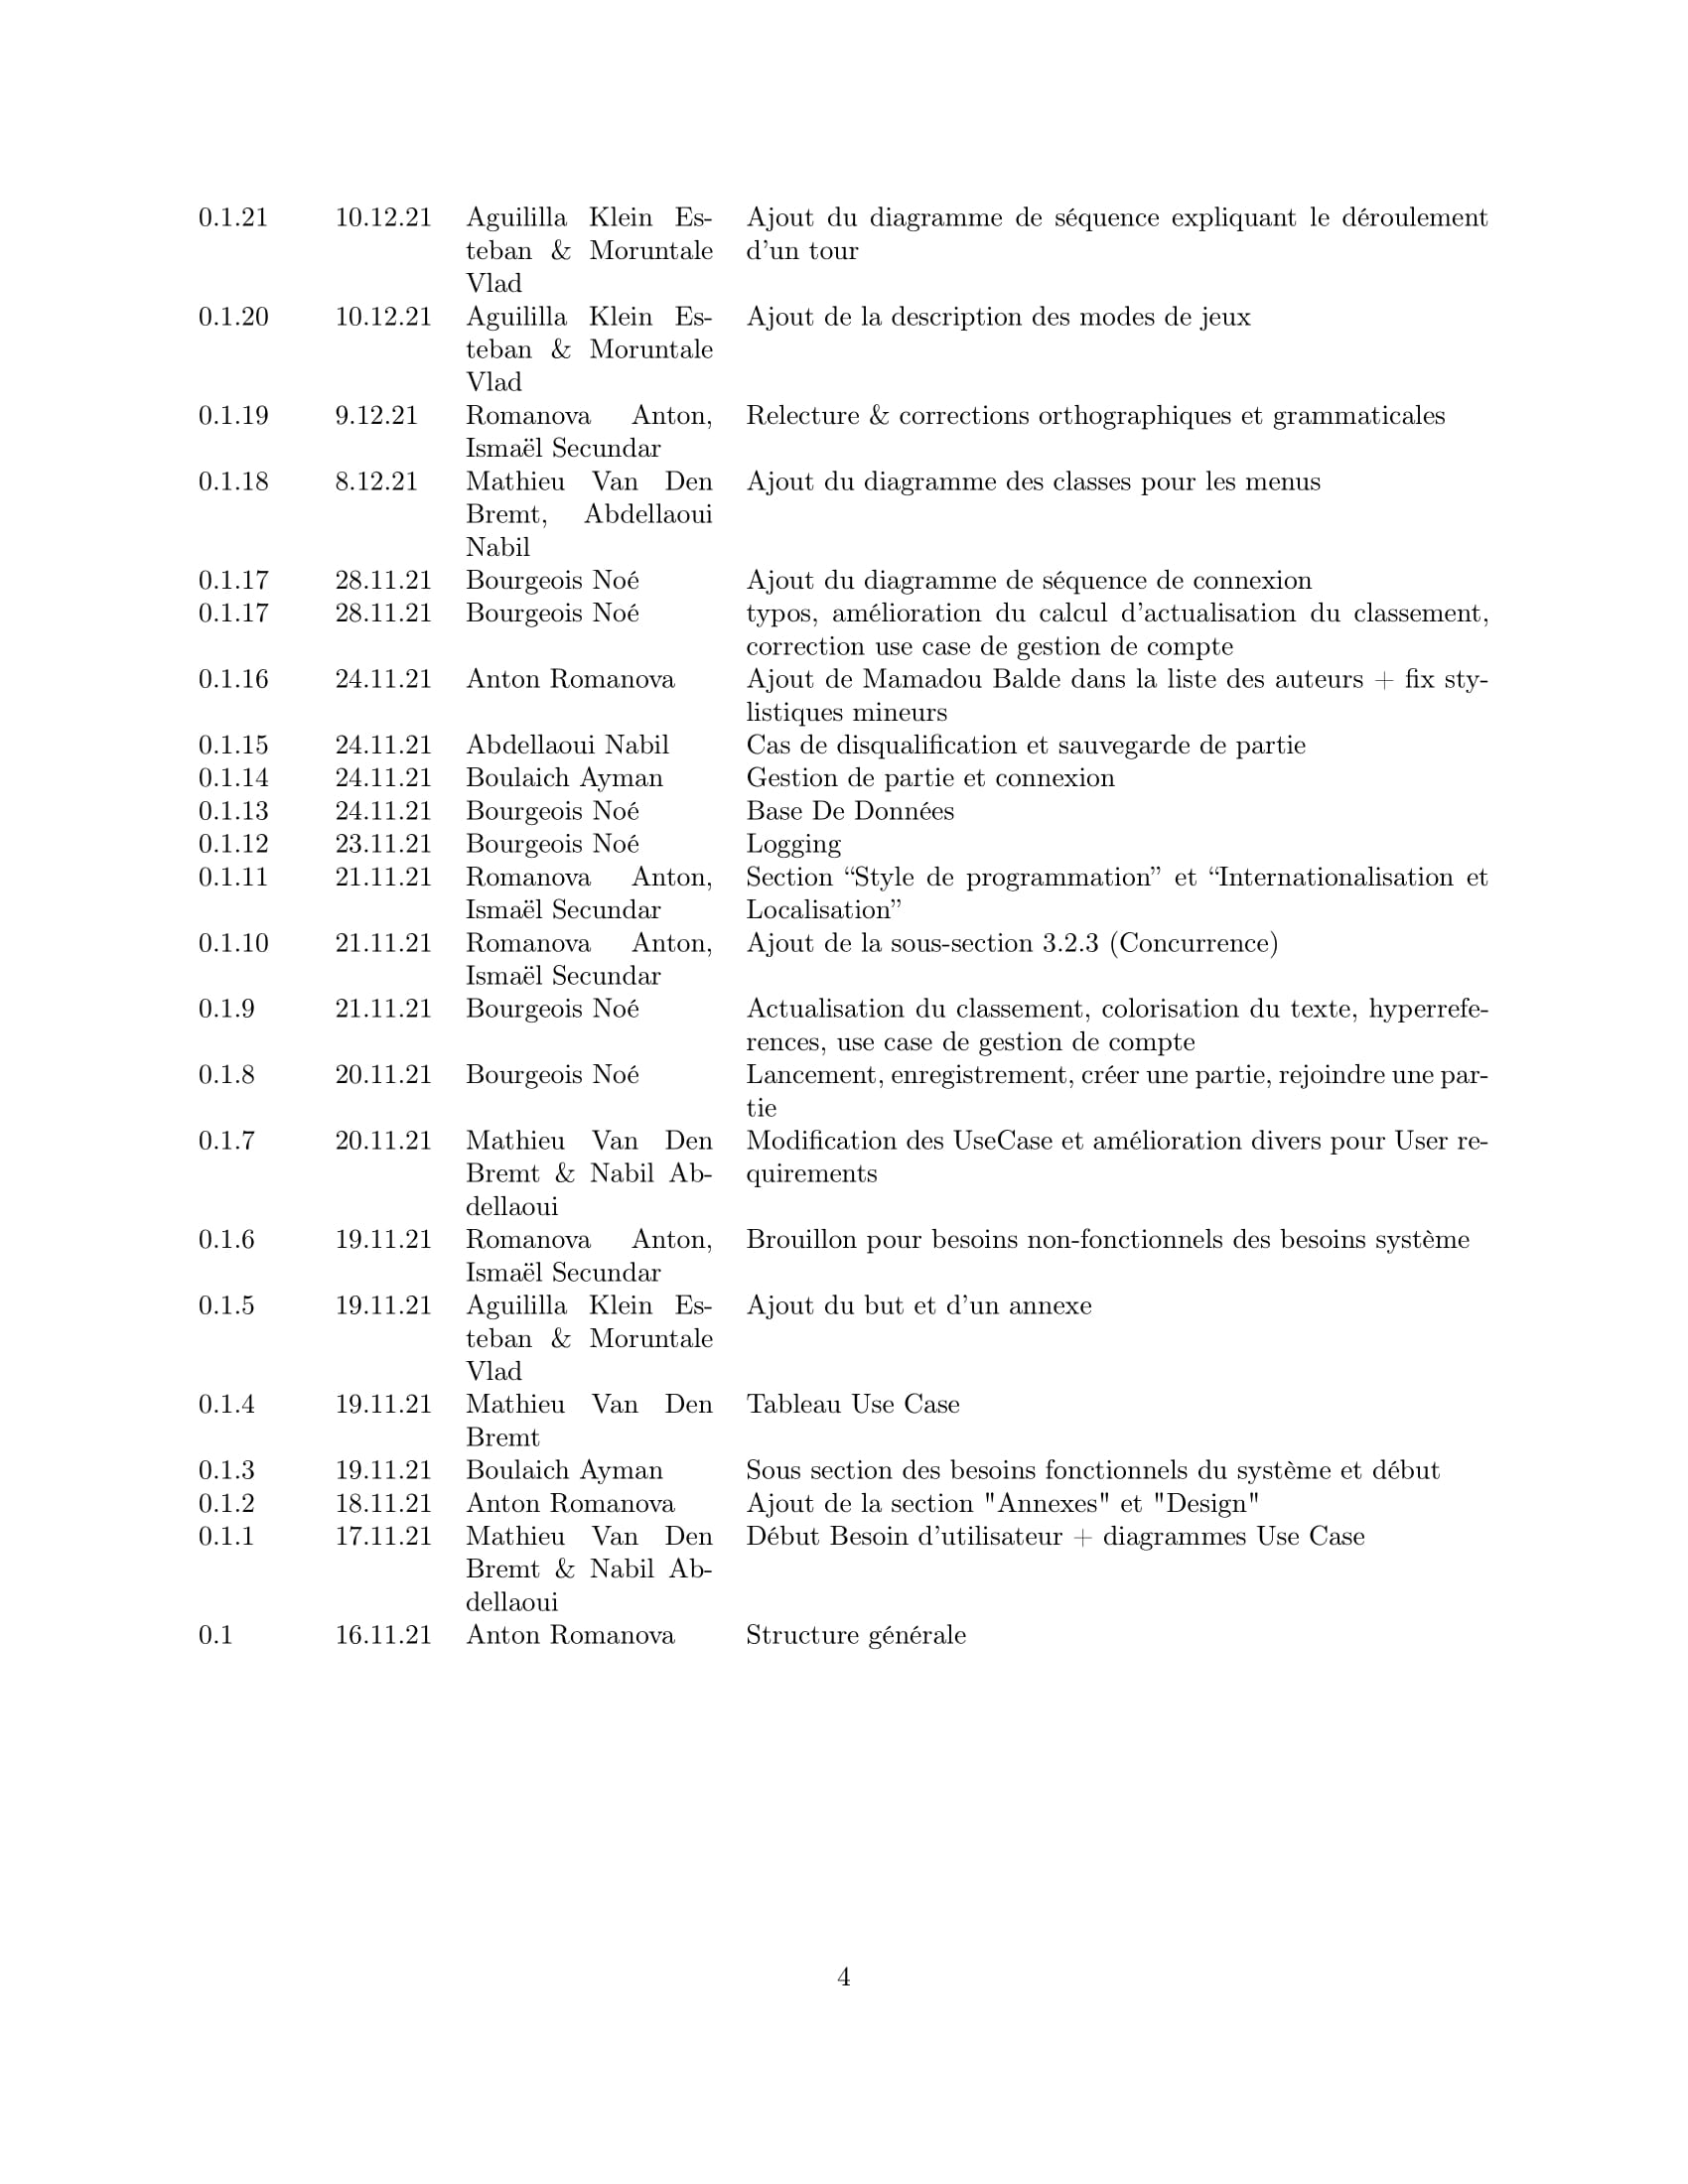 0.1.21 10.12.21 Aguililla Klein Es- Ajout du diagramme de séquence expliquant le déroulement
teban & Moruntale d'un tour
Vlad
0.1.20 10.12.21 Aguililla Klein Es- Ajout de la description des modes de jeux
teban & Moruntale
Vlad
0.1.19 9.12.21 Romanova Anton, Relecture & corrections orthographiques et grammaticales
Ismaël Secundar
0.1.18 8.12.21 Mathieu Van Den Ajout du diagramme des classes pour les menus
Bremt, Abdellaoui
Nabil
0.1.17 28.11.21 Bourgeois Noé Ajout du diagramme de séquence de connexion
0.1.17 28.11.21 Bourgeois Noé typos, amélioration du calcul d'actualisation du classement,
correction use case de gestion de compte
0.1.16 24.11.21 Anton Romanova Ajout de Mamadou Balde dans la liste des auteurs + fix sty-
listiques mineurs
0.1.15 24.11.21 Abdellaoui Nabil Cas de disqualification et sauvegarde de partie
0.1.14 24.11.21 Boulaich Ayman Gestion de partie et connexion
0.1.13 24.11.21 Bourgeois Noé Base De Données
0.1.12 23.11.21 Bourgeois Noé Logging
0.1.11 21.11.21 Romanova Anton, Section “Style de programmation” et “Internationalisation et
Ismaël Secundar Localisation”
0.1.10 21.11.21 Romanova Anton, Ajout de la sous-section 3.2.3 (Concurrence)
Ismaël Secundar
0.1.9 21.11.21 Bourgeois Noé Actualisation du classement, colorisation du texte, hyperrefe-
rences, use case de gestion de compte
0.1.8 20.11.21 Bourgeois Noé Lancement, enregistrement, créer une partie, rejoindre une par-
tie
0.1.7 20.11.21 Mathieu Van Den Modification des UseCase et amélioration divers pour User re-
Bremt & Nabil Ab- quirements
dellaoui
0.1.6 19.11.21 Romanova Anton, Brouillon pour besoins non-fonctionnels des besoins système
Ismaël Secundar
0.1.5 19.11.21 Aguililla Klein Es- Ajout du but et d'un annexe
teban & Moruntale
Vlad
0.1.4 19.11.21 Mathieu Van Den Tableau Use Case
Bremt
0.1.3 19.11.21 Boulaich Ayman Sous section des besoins fonctionnels du système et début
0.1.2 18.11.21 Anton Romanova Ajout de la section "Annexes" et "Design"
0.1.1 17.11.21 Mathieu Van Den Début Besoin d'utilisateur + diagrammes Use Case
Bremt & Nabil Ab-
dellaoui
0.1 16.11.21 Anton Romanova Structure générale
4